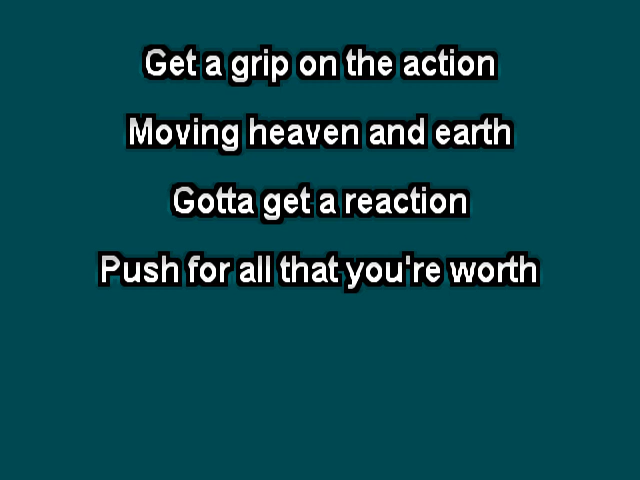 Get a grip on the action
Moving heaven and earth
Gotta get a reaction
Push for all that you're worth